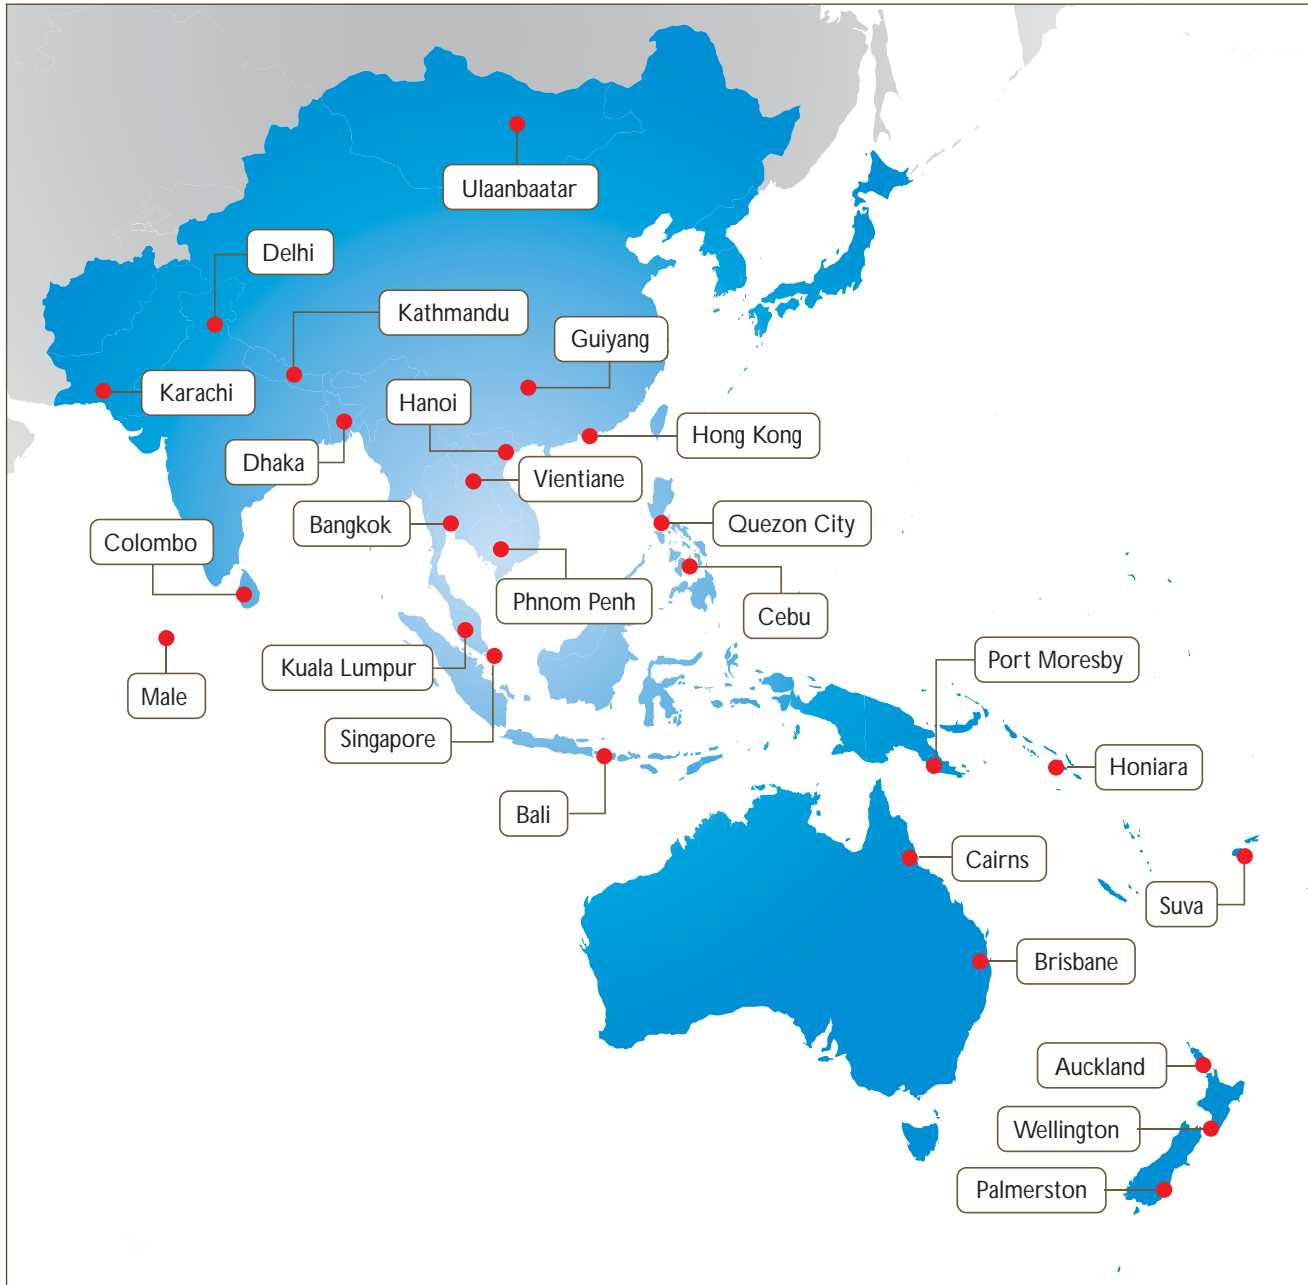 Ulaanbaatar
Delhi
Kathmandu
Guiyang
Karachi
Hanoi
Hong Kong
Dhaka
Vientiane
Bangkok
Quezon City
Colombo
Phnom Penh
Cebu
Port Moresby
Kuala Lumpur
Male
Singapore
Honiara
Bali
Cairns
Suva
Brisbane
Auckland
Wellington
Palmerston